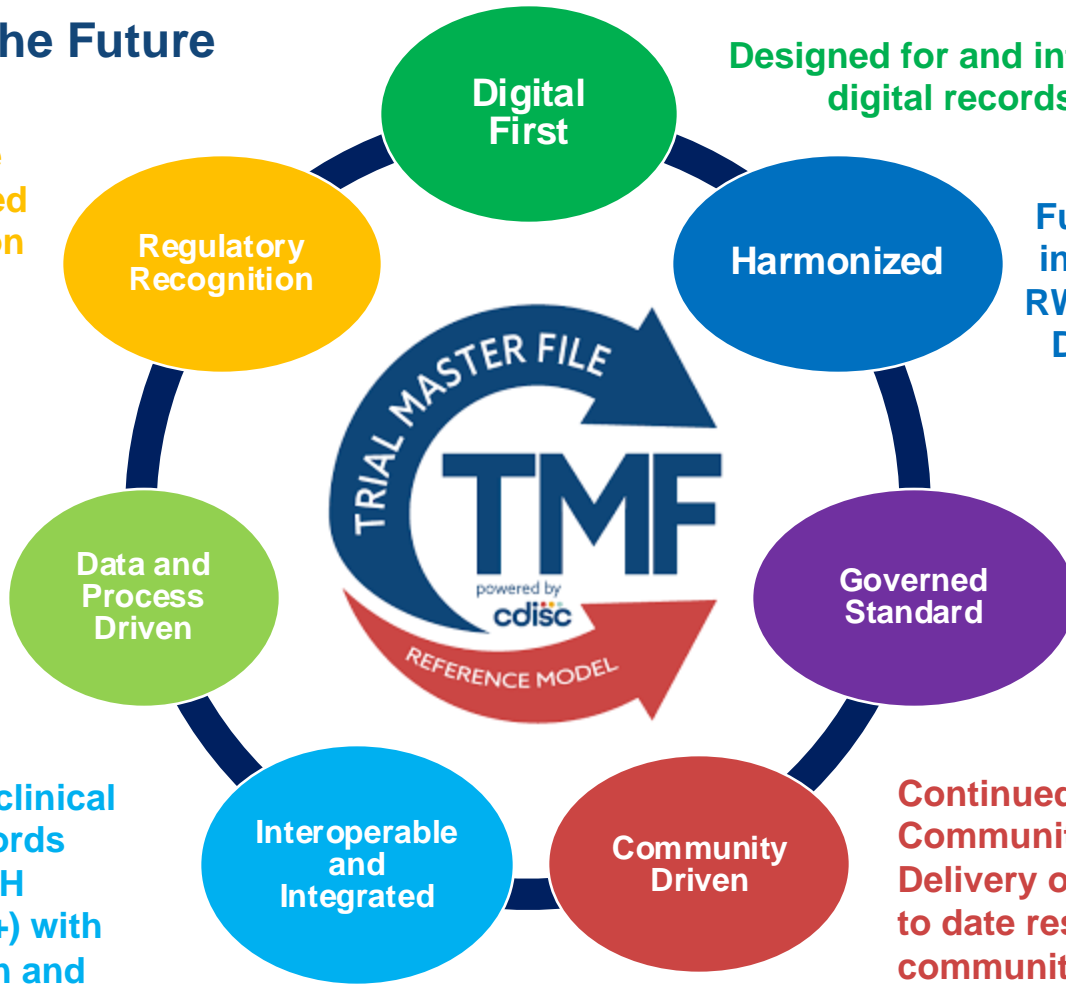 he Future
Digital
First
Designed for and in
digital records
ed
on
Regulatory
Recognition
Harmonized
Fu
in
RW
D
TRIAL MASTER FILE
TMF
powered by
cdisc
REFERENCE MODEL
Data and
Process
Driven
Governed
Standard
clinical
ords
H
+) with
n and
Interoperable
and
Integrated
Community
Driven
Continued
Communit
Delivery o
to date res
communit